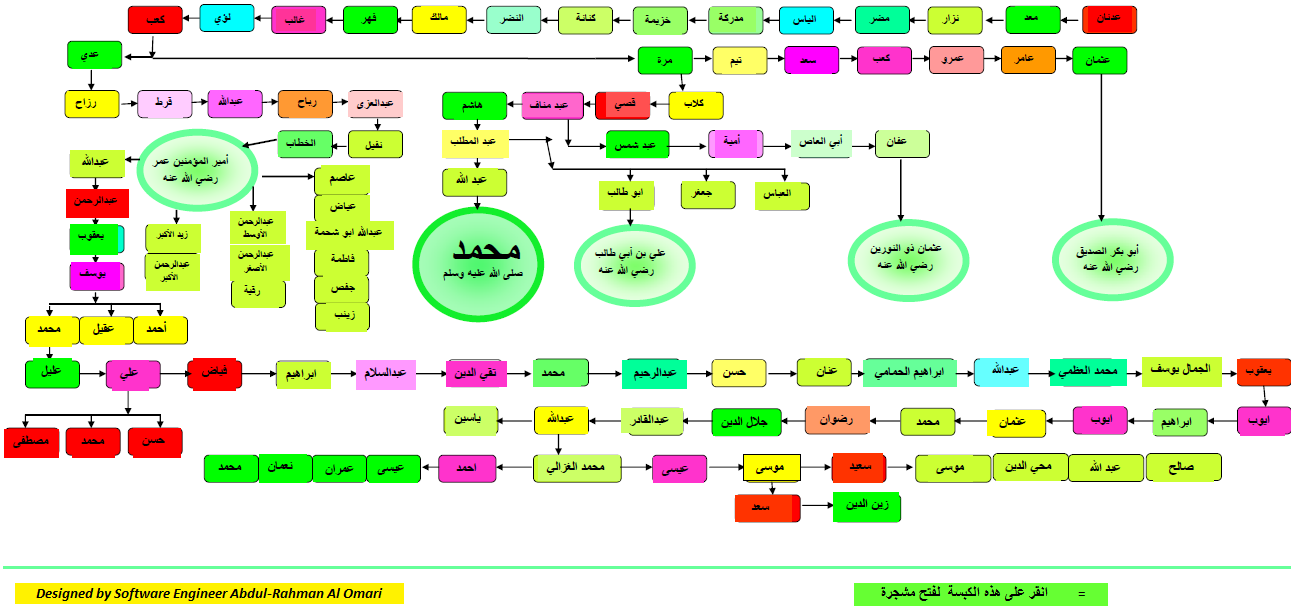 عدنان
معد
نزار
مضر
الياس
مدركة
خزيمة
كنانة
النضر
مالك
فهر
غالب
لؤي
كعب
عدي
مرة
تيم
سعد
كعب
عمرو
عامر
عثمان
رزاح
قرط
عبدالله
رباح
عبدالعزي
هاشم
عبد مناف
قصي
كلاب
نفيل
الخطاب
أمير المؤمنين عمر
رضي الله عنه
عبدالله
عبدالرحمن
يعقوب
يوسف
زيد الأكبر
عبدالرحمن
الأكبر
عبدالرحمن
الأوسط
عبدالرحمن
الأصغر
رقية
عاصم
عياض
عبدالله ابو شحمة
فاطمة
حفص
زينب
عبد المطلب
عبد شمس
أمية
أبي العاص
عفان
عبد الله
ابو طالب
جعفر
العباس
محمد
صلى الله عليه وسلم
علي بن أبي طالب
رضي الله عنه
عثمان ذو النورين
رضي الله عنه
أبو بكر الصديق
رضي الله عنه
محمد
عقيل
أحمد
عليل
علي
فياض
ابراهيم
عبدالسلام
تقي الدين
محمد
عبدالرحيم
حسن
عنان
ابراهيم الحمامي
عبدالله
محمد العظمي
الجمال يوسف
يعقوب
مصطفى
محمد
حسن
ايوب
ابراهيم
ايوب
عثمان
محمد
رضوان
جلال الدين
عبدالقادر
عبدالله
ياسين
محمد
نعمان
عمران
عيسى
احمد
محمد الغزالي
عيسى
موسى
سعيد
موسى
محي الدين
عبد الله
صالح
سعد
زين الدين
Designed by Software Engineer Abdul-Rahman Al Omari
= انقر على هذه الكبسة لفتح مشجرة